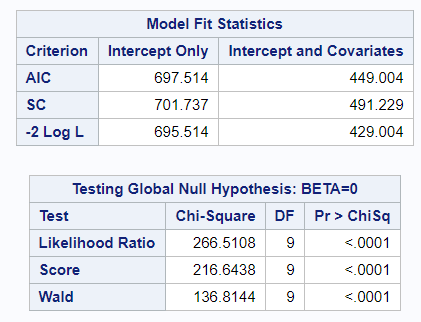 Model Fit Statistics
Criterion Intercept Only Intercept and Covariates
AIC 697.514 449.004
SC 701.737 491.229
-2 Log L 695.514 429.004
Testing Global Null Hypothesis: BETA=0
Test Chi-Square DF Pr > ChiSq
Likelihood Ratio 266.5108 9 <.0001
Score 216.6438 9 <.0001
Wald 136.8144 9 <.0001